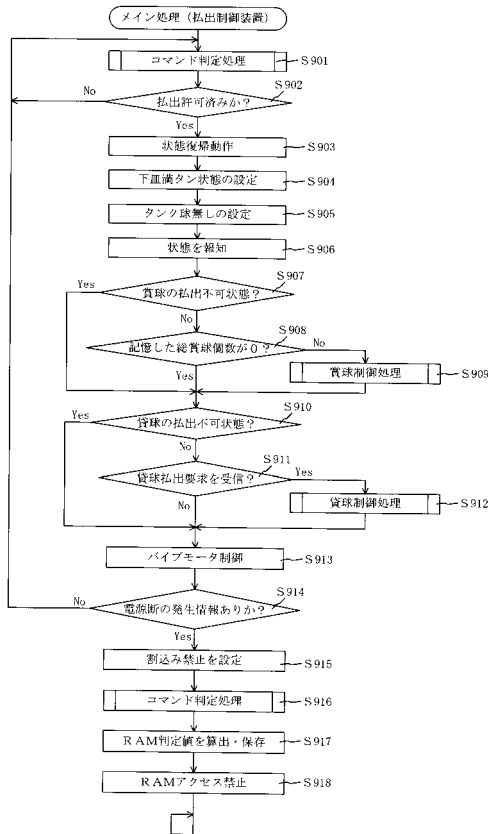 メイン処理(払出制御装置)
コマンド判定処理 S901
No 払出許可済みか? S902
Yes
状態復帰動作 S903
下皿満タン状態の設定 S904
タンク球無しの設定 S905
状態を報知 S906
Yes 賞球の払出不可状態? S907
No
記憶した総賞球個数が0? S908 No
Yes 賞球制御処理 S909
Yes 貸球の払出不可状態? S910
No
貸球払出要求を受信? S911 Yes
No 貸球制御処理 S912
バイブモータ制御 S913
No 電源断の発生情報ありか? S914
Yes
割込み禁止を設定 S915
コマンド判定処理 S916
RAM判定値を算出・保存 S917
RAMアクセス禁止 S918